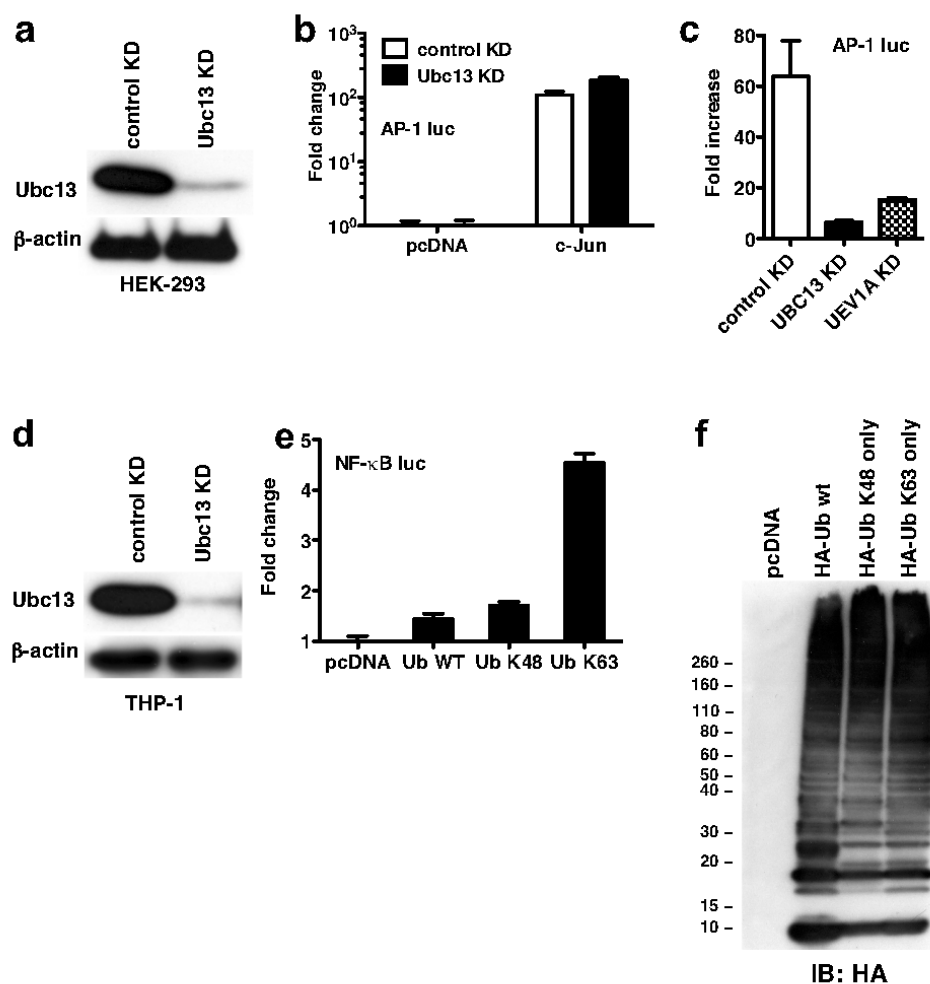 a
control KD
Ubc13 KD
Ubc13
β-actin
HEK-293
b
Fold change
10³
10²
10¹
10⁰
control KD
Ubc13 KD
AP-1 luc
pcDNA
c-Jun
c
Fold increase
80
60
40
20
0
AP-1 luc
control KD
UBC13 KD
UEV1A KD
d
control KD
Ubc13 KD
Ubc13
β-actin
THP-1
e
Fold change
5
4
3
2
1
NF-κB luc
pcDNA
Ub WT
Ub K48
Ub K63
f
pcDNA
HA-Ub wt
HA-Ub K48 only
HA-Ub K63 only
260 –
160 –
110 –
80 –
60 –
50 –
40 –
30 –
20 –
15 –
10 –
IB: HA